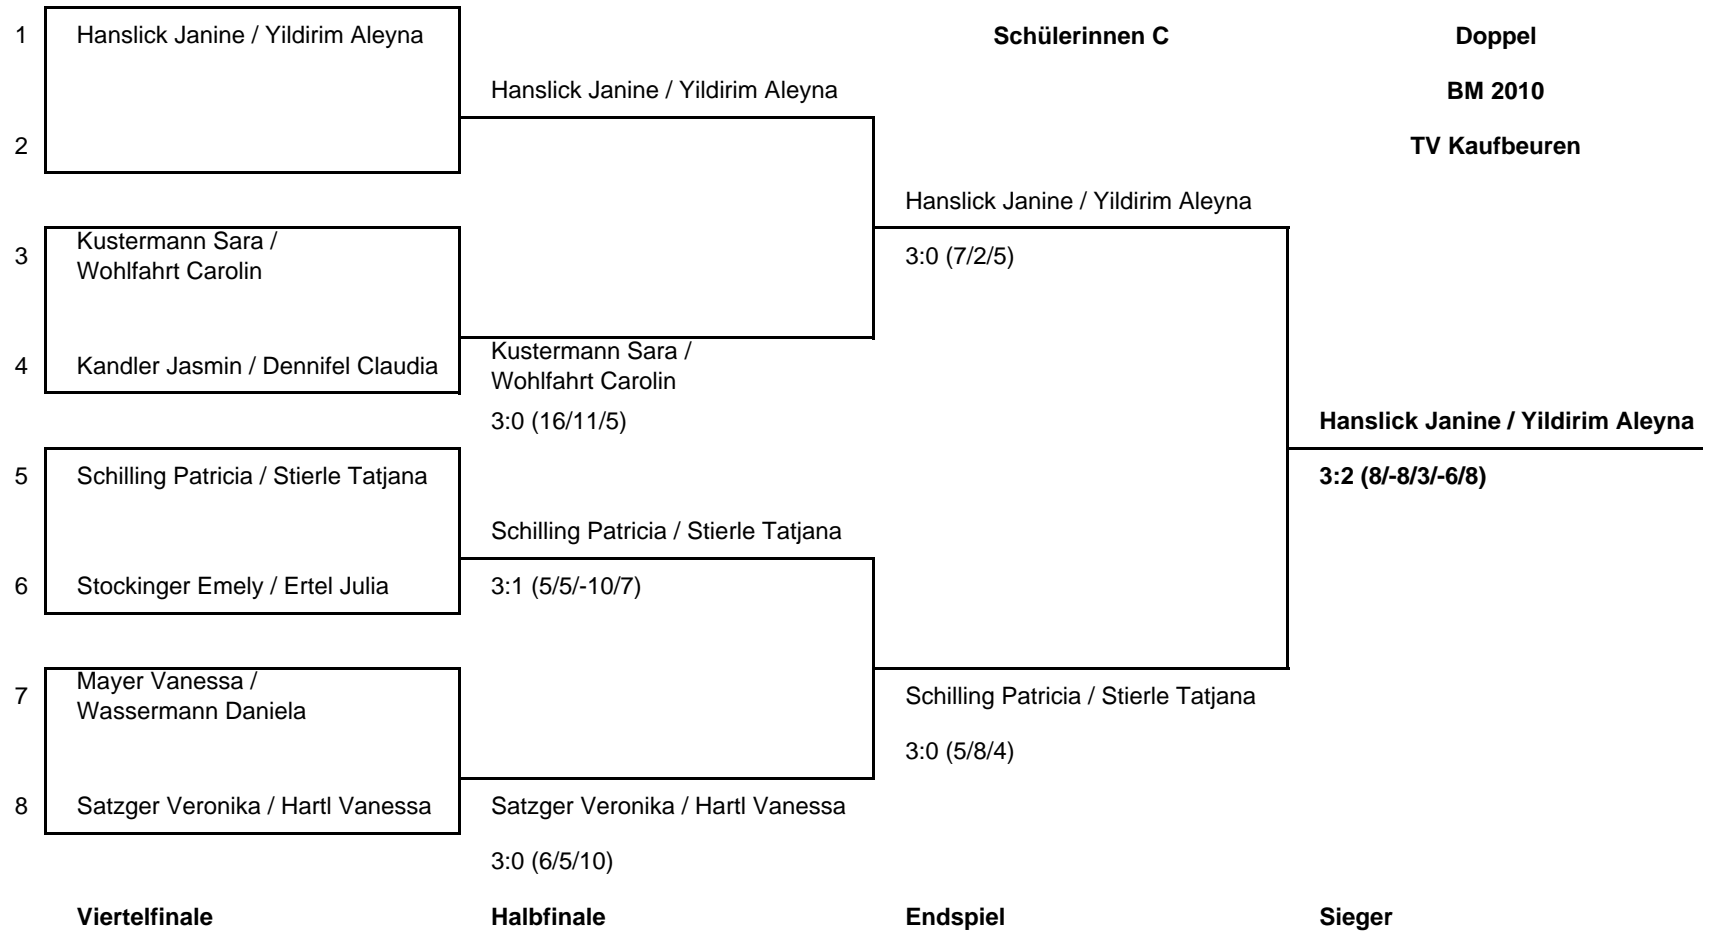 1 Hanslick Janine / Yildirim Aleyna Schülerinnen C Doppel
Hanslick Janine / Yildirim Aleyna BM 2010
2 TV Kaufbeuren
Hanslick Janine / Yildirim Aleyna
3 Kustermann Sara /
Wohlfahrt Carolin
3:0 (7/2/5)
4 Kandler Jasmin / Dennifel Claudia
Kustermann Sara /
Wohlfahrt Carolin
3:0 (16/11/5)
Hanslick Janine / Yildirim Aleyna
5 Schilling Patricia / Stierle Tatjana
3:2 (8/-8/3/-6/8)
Schilling Patricia / Stierle Tatjana
6 Stockinger Emely / Ertel Julia
3:1 (5/5/-10/7)
7 Mayer Vanessa /
Wassermann Daniela
Schilling Patricia / Stierle Tatjana
3:0 (5/8/4)
8 Satzger Veronika / Hartl Vanessa
Satzger Veronika / Hartl Vanessa
3:0 (6/5/10)
Viertelfinale Halbfinale Endspiel Sieger